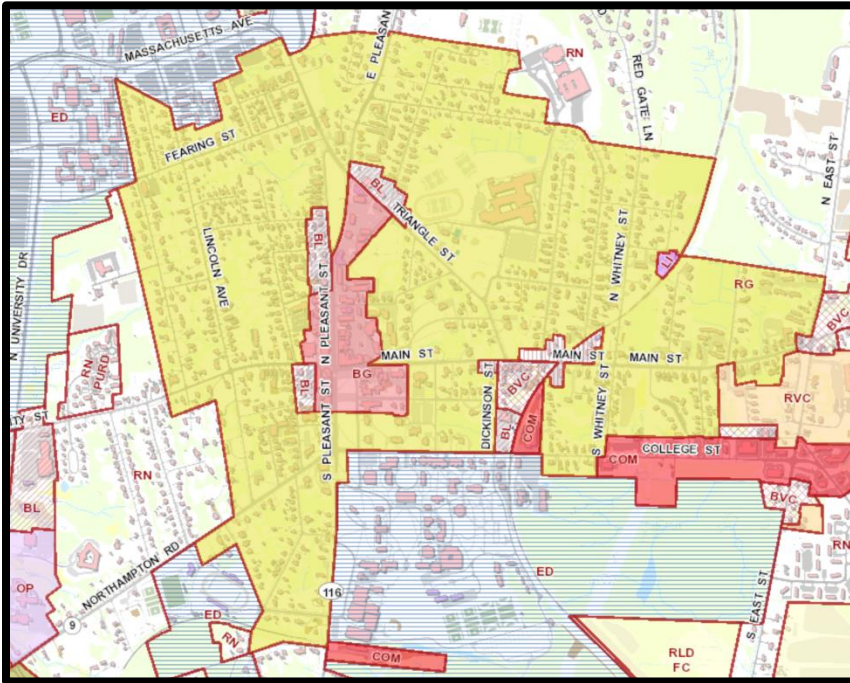 MASSACHUSETTS AVE
E PLEASAN
RN
RED GATE LN
ED
FEARING ST
N EAST ST
BL
TRIANGLE ST
LINCOLN AVE
BL
N WHITNEY ST
LI
N UNIVERSITY DR
N PLEASANT ST
RG
BVC
MAIN ST
MAIN ST
MAIN ST
RN
PURD
BL
BG
DICKINSON ST
BVC
RVC
ITY ST
S PLEASANT ST
BL
COM
S WHITNEY ST
COLLEGE ST
COM
RN
BL
BVC
RN
NORTHAMPTON RD
OP
ED
116
9
ED
RN
S EAST ST
COM
RLD
FC